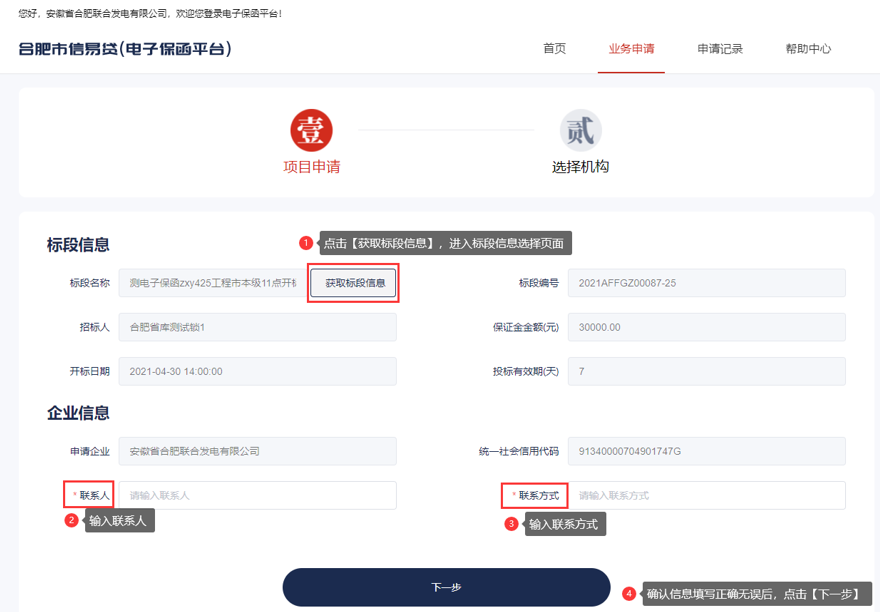 您好，安徽省合肥联合发电有限公司，欢迎您登录电子保函平台！
合肥市信易贷(电子保函平台)
首页
业务申请
申请记录
帮助中心
壹
贰
项目申请
选择机构
标段信息
1 点击【获取标段信息】，进入标段信息选择页面
标段名称 测电子保函zxy425工程市本级11点开标 获取标段信息
标段编号 2021AFFGZ00087-25
招标人 合肥省库测试锁1
保证金金额(元) 30000.00
开标日期 2021-04-30 14:00:00
投标有效期(天) 7
企业信息
申请企业 安徽省合肥联合发电有限公司
统一社会信用代码 91340000704901747G
* 联系人 请输入联系人
* 联系方式 请输入联系方式
2 输入联系人
3 输入联系方式
下一步
4 确认信息填写正确无误后，点击【下一步】